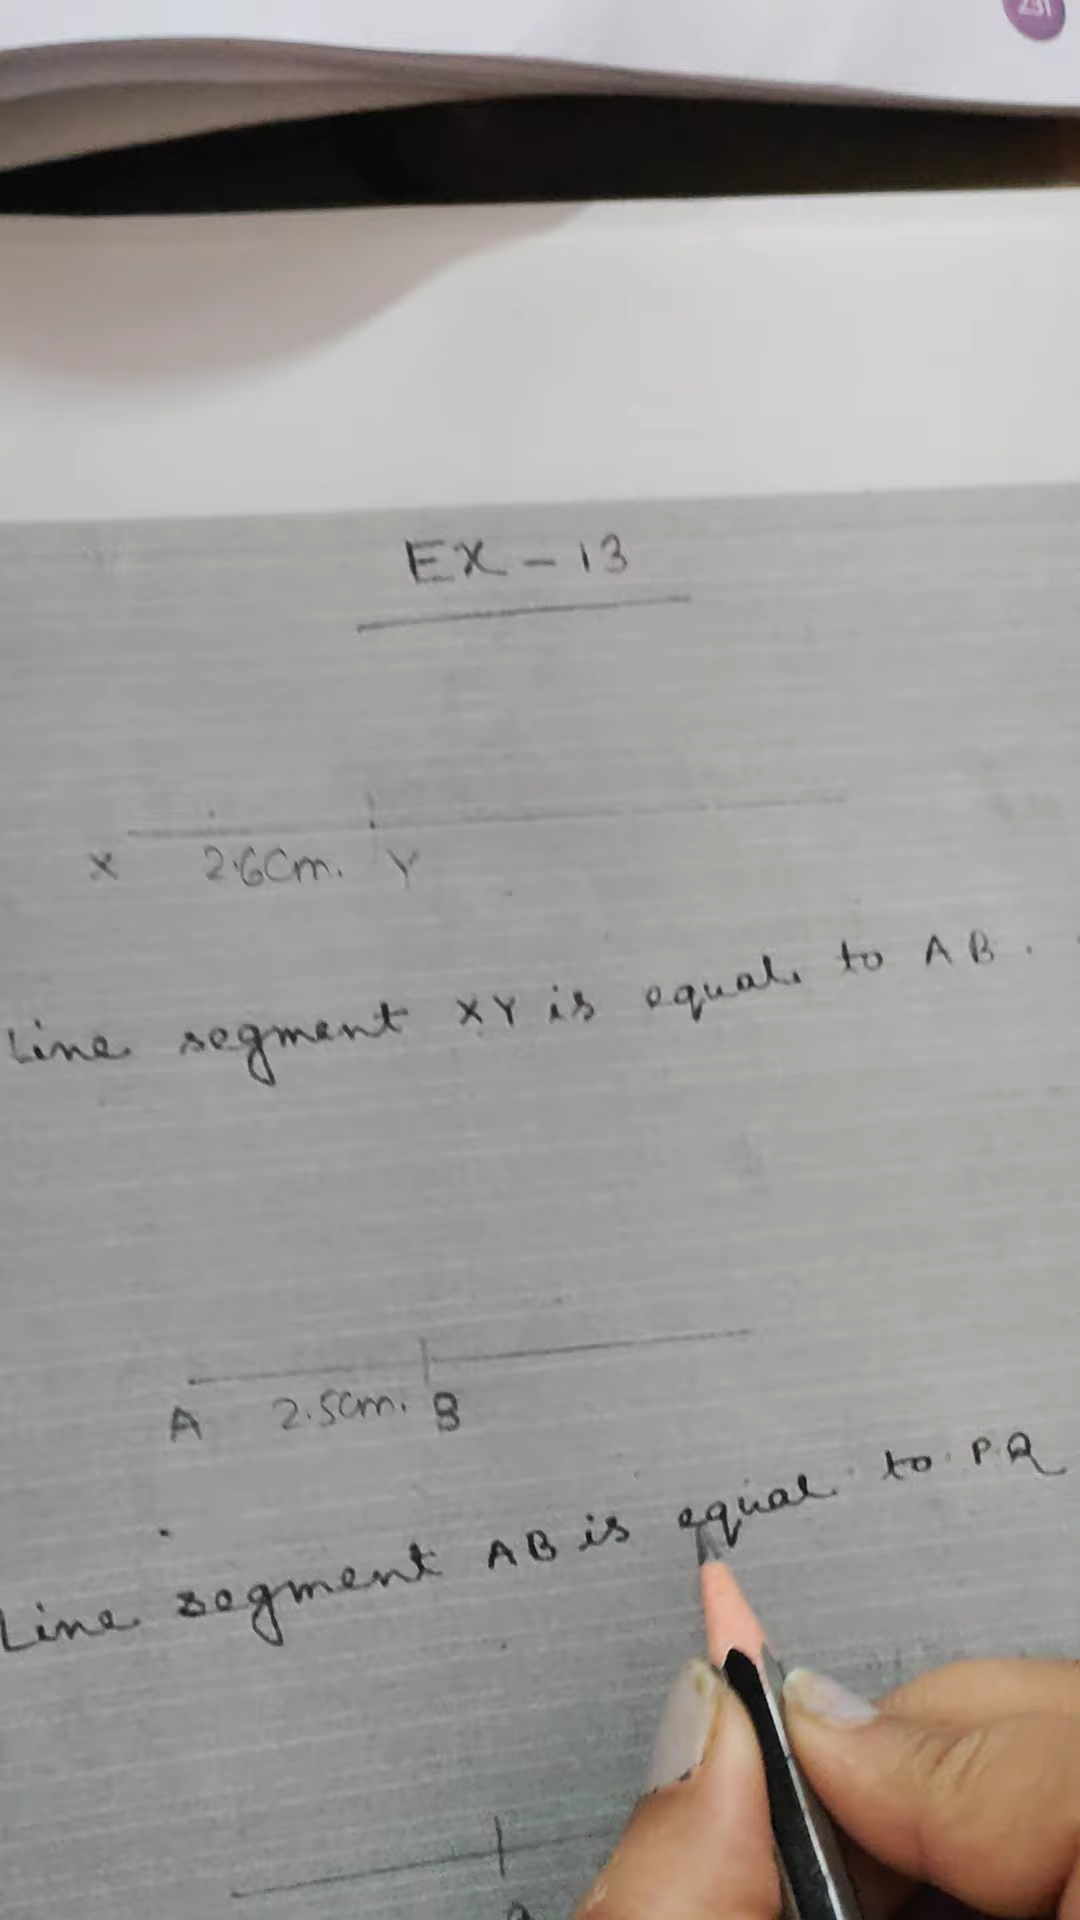 231
EX - 13
X 2.6cm. Y
Line segment XY is equal to AB.
A 2.5cm. B
Line segment AB is equal to PQ